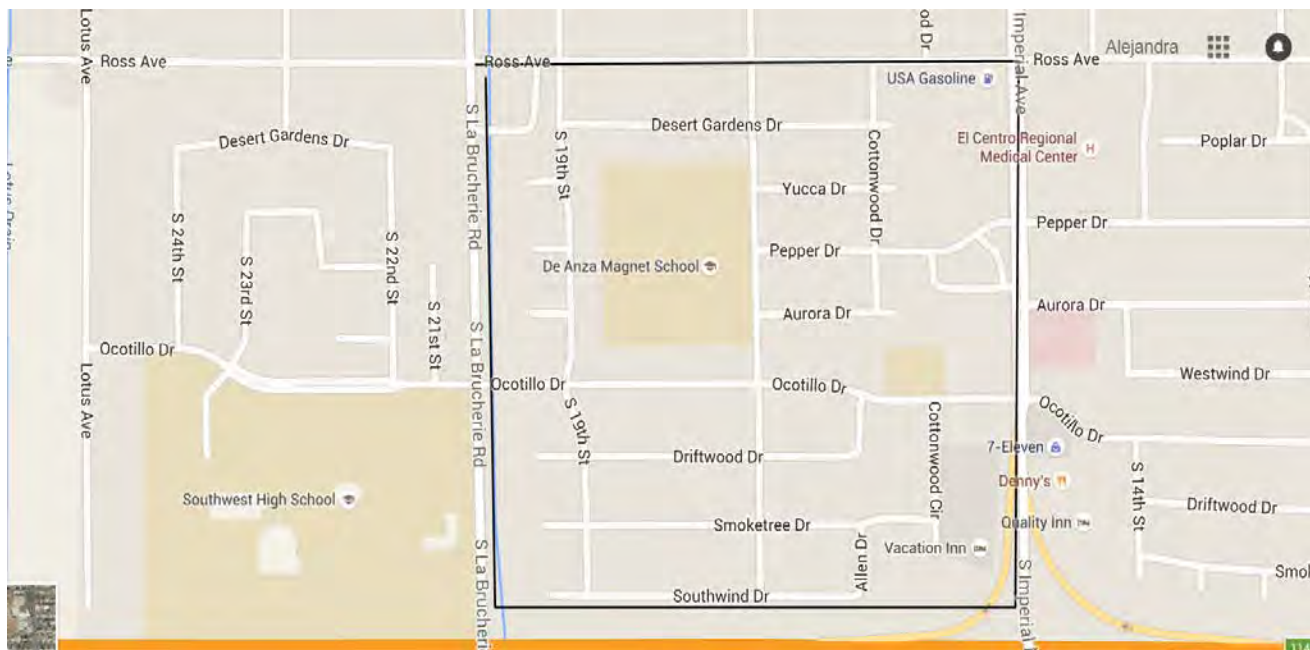 Lotus Ave
Ross Ave
Ross Ave
od Dr
Imperial Ave
Ross Ave
Alejandra
USA Gasoline
S La Brucherie Rd
Desert Gardens Dr
Desert Gardens Dr
S 19th St
Cottonwood Dr
El Centro Regional
Medical Center
H
Poplar Dr
Lotus Drain
Yucca Dr
S 24th St
S 22nd St
S 23rd St
Pepper Dr
Pepper Dr
De Anza Magnet School
S 21st St
Aurora Dr
Aurora Dr
Ocotillo Dr
S La Brucherie Rd
Ocotillo Dr
Ocotillo Dr
Westwind Dr
Lotus Ave
S 19th St
Cottonwood Cir
Ocotillo Dr
7-Eleven
Driftwood Dr
Denny's
S 14th St
Southwest High School
Driftwood Dr
Smoketree Dr
Quality Inn
Allen Dr
Vacation Inn
S La Brucheri
S Imperial
Smol
Southwind Dr